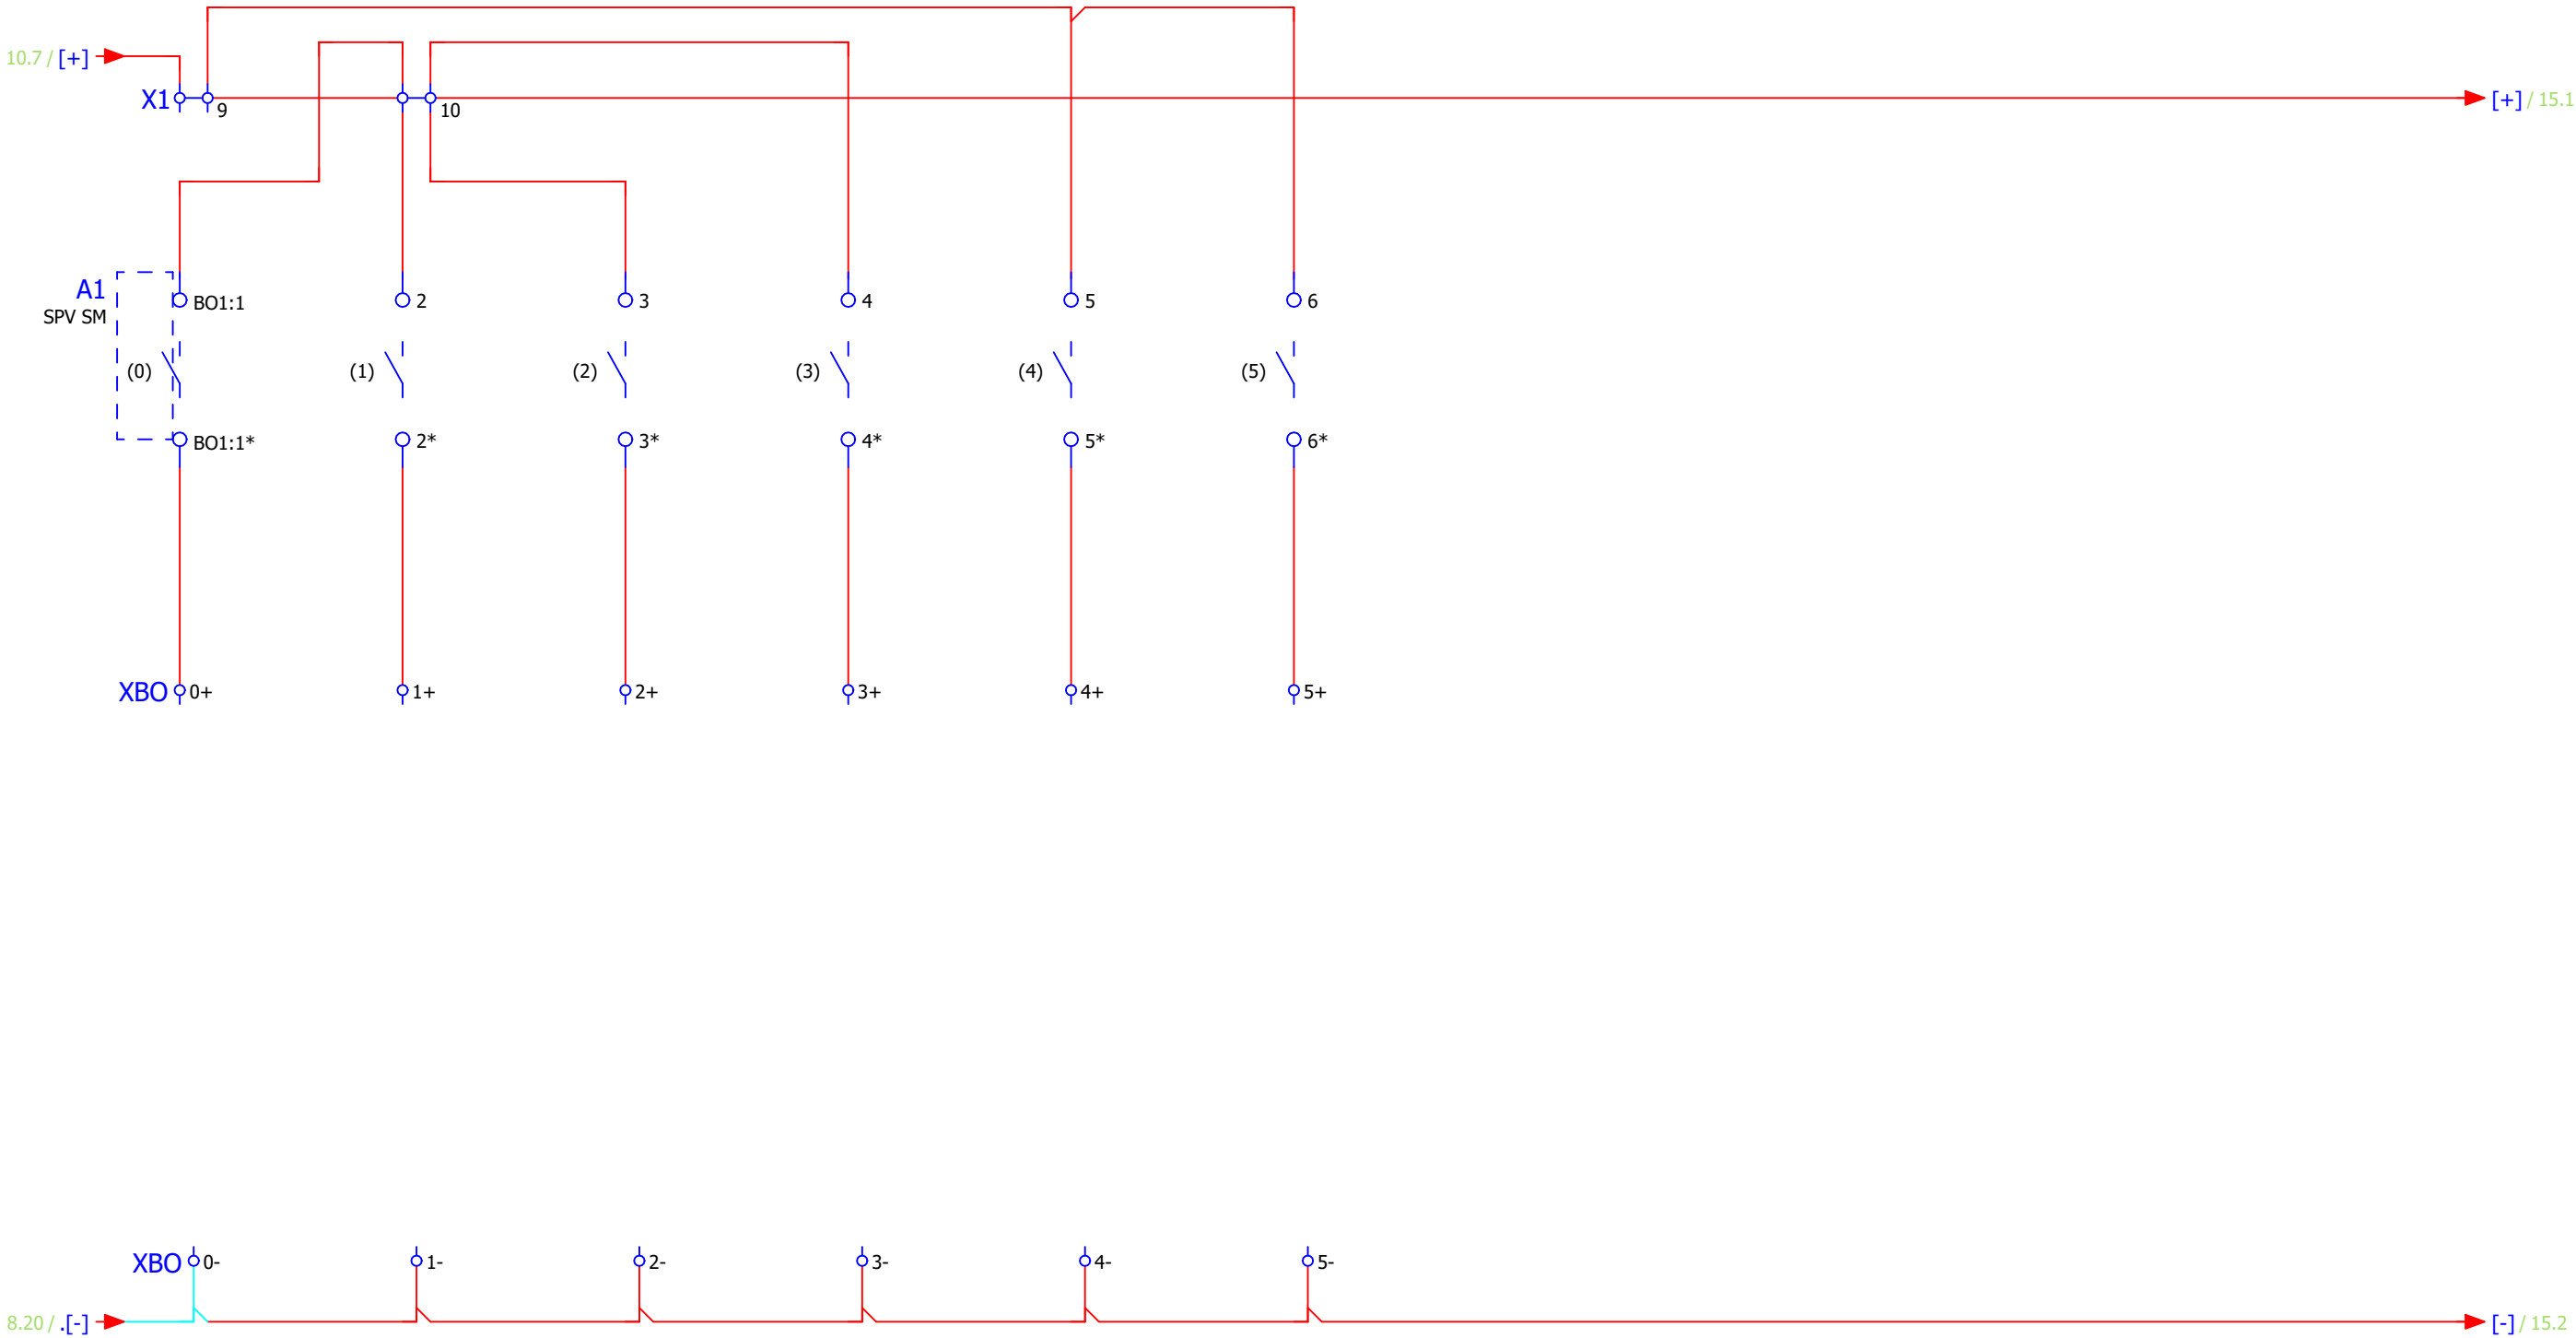 10.7 / [+]
X1 9 10 [+] / 15.1
A1 BO1:1 2 3 4 5 6
SPV SM
(0) (1) (2) (3) (4) (5)
BO1:1* 2* 3* 4* 5* 6*
XBO 0+ 1+ 2+ 3+ 4+ 5+
XBO 0- 1- 2- 3- 4- 5-
8.20 / .[-] [-] / 15.2